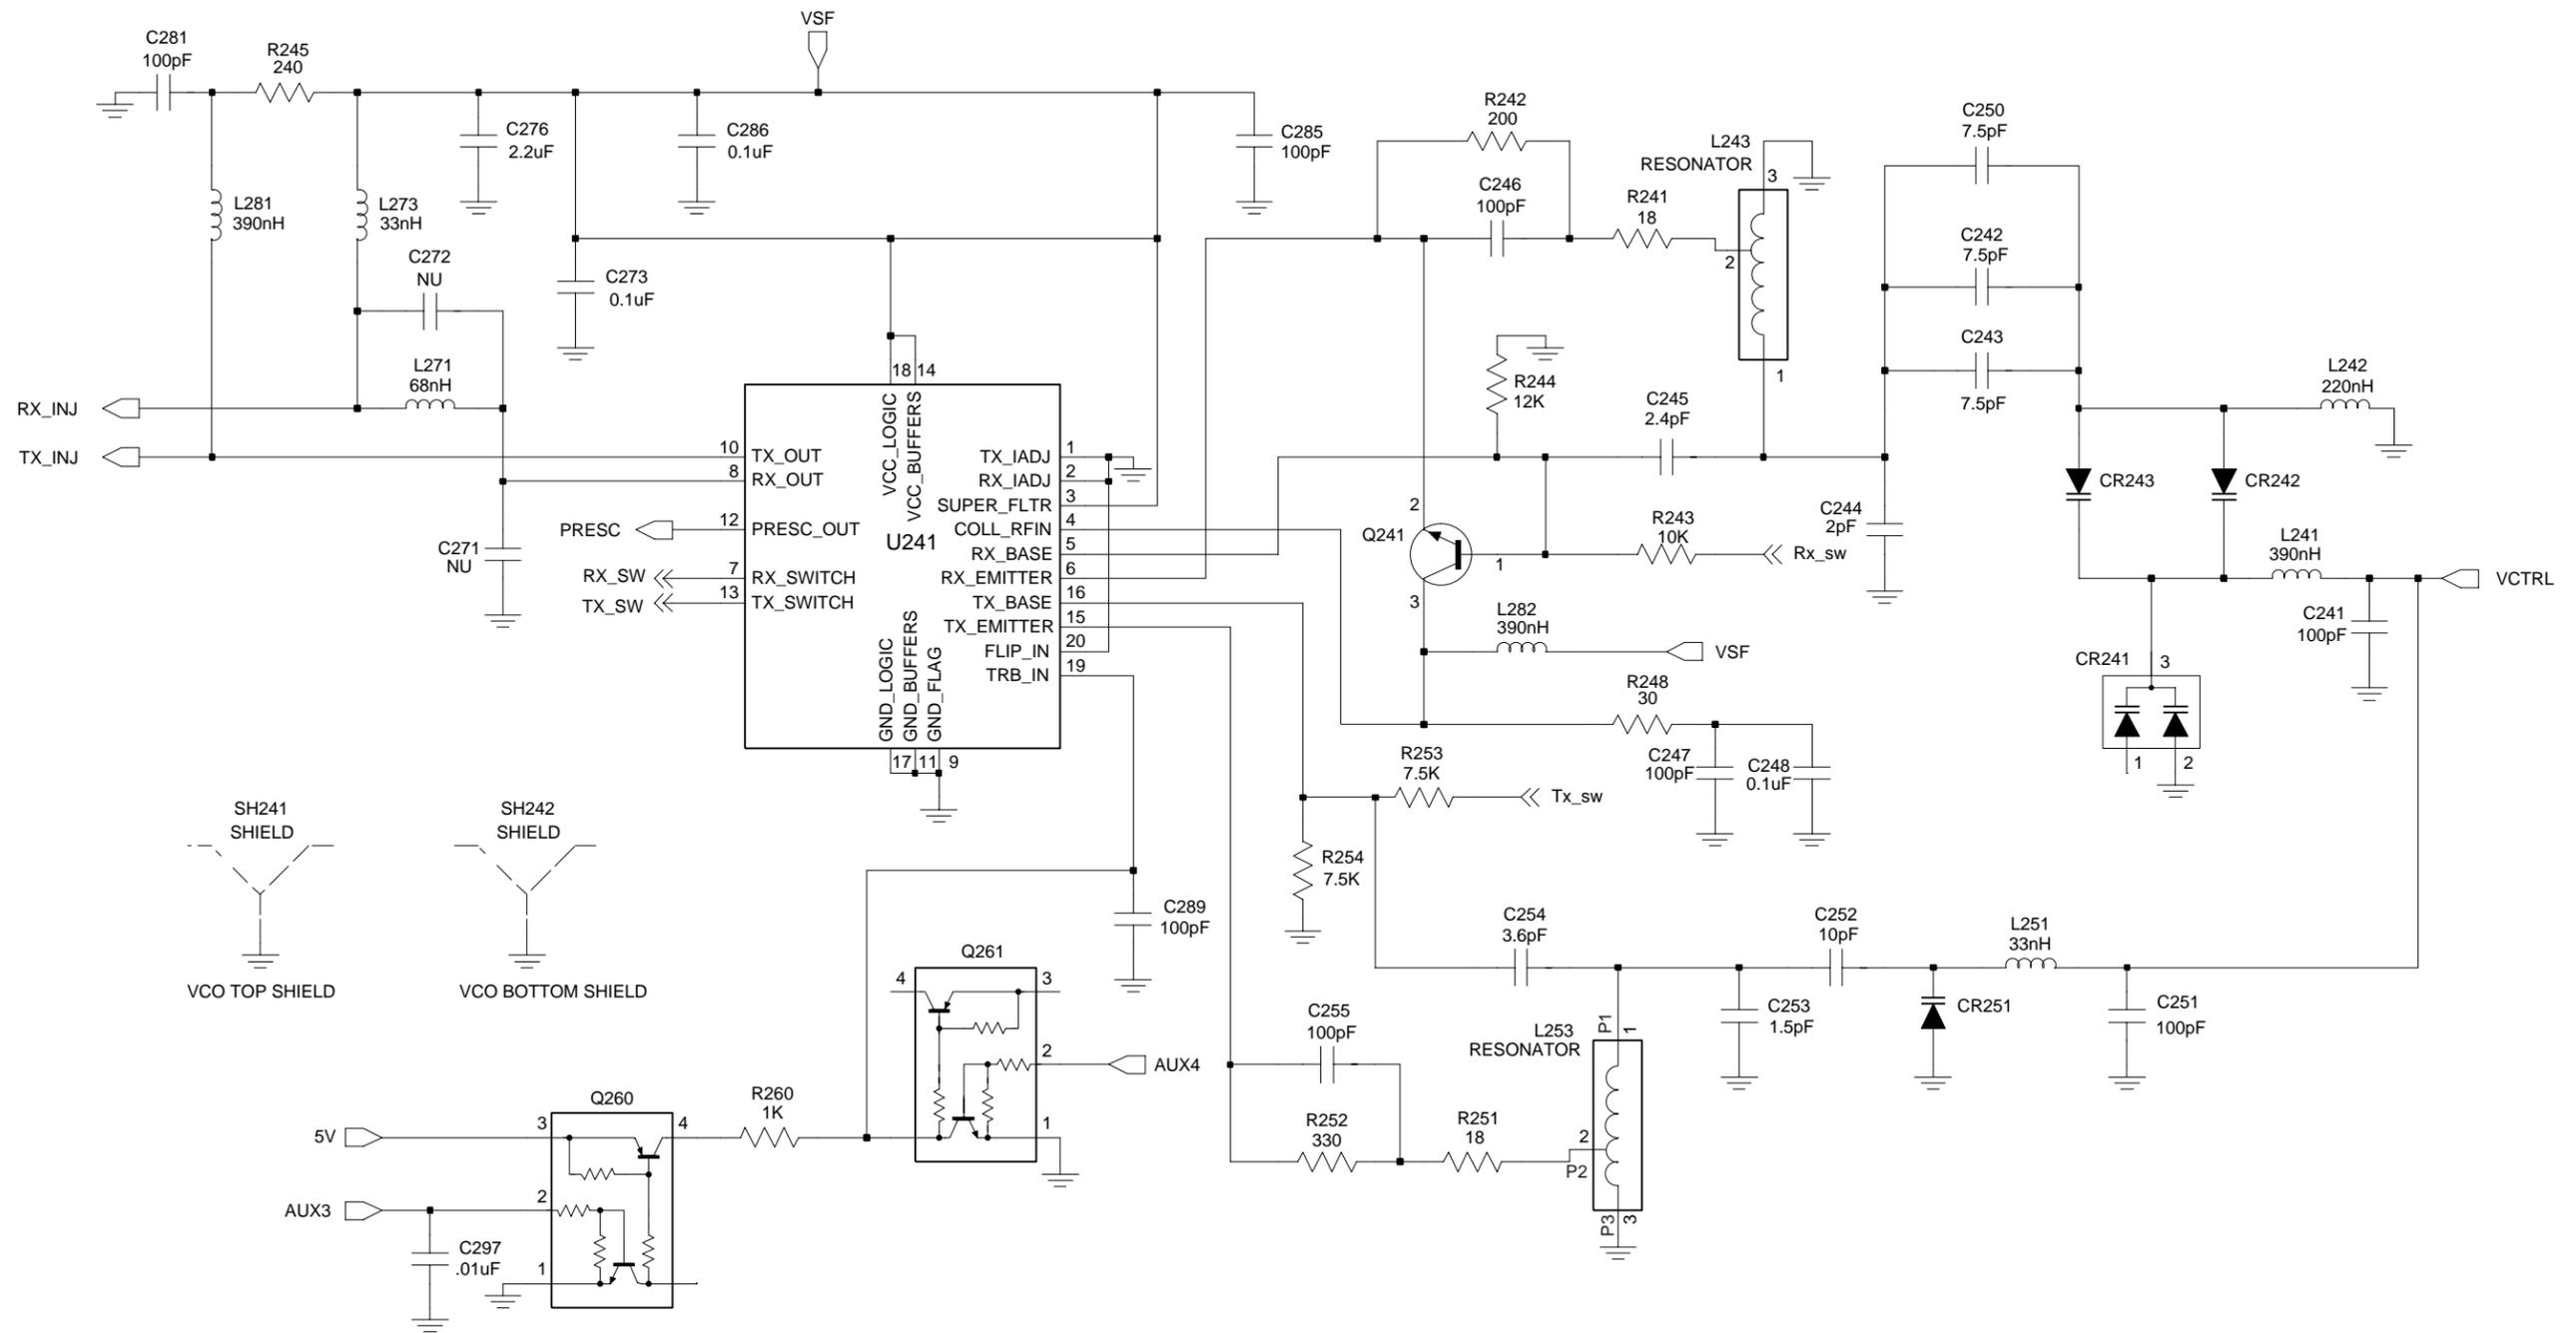 VSF
C281
100pF
R245
240
C276
2.2uF
C286
0.1uF
C285
100pF
L281
390nH
L273
33nH
C272
NU
C273
0.1uF
L271
68nH
RX_INJ
TX_INJ
PRESC
RX_SW
TX_SW
C271
NU
10
8
12
7
13
18
14
VCC_LOGIC
VCC_BUFFERS
TX_OUT
RX_OUT
PRESC_OUT
RX_SWITCH
TX_SWITCH
U241
TX_IADJ
RX_IADJ
SUPER_FLTR
COLL_RFIN
RX_BASE
RX_EMITTER
TX_BASE
TX_EMITTER
FLIP_IN
TRB_IN
1
2
3
4
5
6
16
15
20
19
GND_LOGIC
GND_BUFFERS
GND_FLAG
17
11
9
R242
200
C246
100pF
R241
18
L243
RESONATOR
3
2
1
R244
12K
C245
2.4pF
Q241
2
1
3
R243
10K
Rx_sw
L282
390nH
VSF
R248
30
C247
100pF
C248
0.1uF
C250
7.5pF
C242
7.5pF
C243
7.5pF
C244
2pF
L242
220nH
CR243
CR242
L241
390nH
VCTRL
C241
100pF
CR241
3
1
2
R253
7.5K
Tx_sw
R254
7.5K
C254
3.6pF
C252
10pF
L251
33nH
C253
1.5pF
CR251
C251
100pF
C255
100pF
R252
330
R251
18
L253
RESONATOR
P1
1
2
P2
P3
3
SH241
SHIELD
VCO TOP SHIELD
SH242
SHIELD
VCO BOTTOM SHIELD
C289
100pF
Q261
4
3
2
1
AUX4
Q260
3
4
2
1
R260
1K
5V
AUX3
C297
.01uF